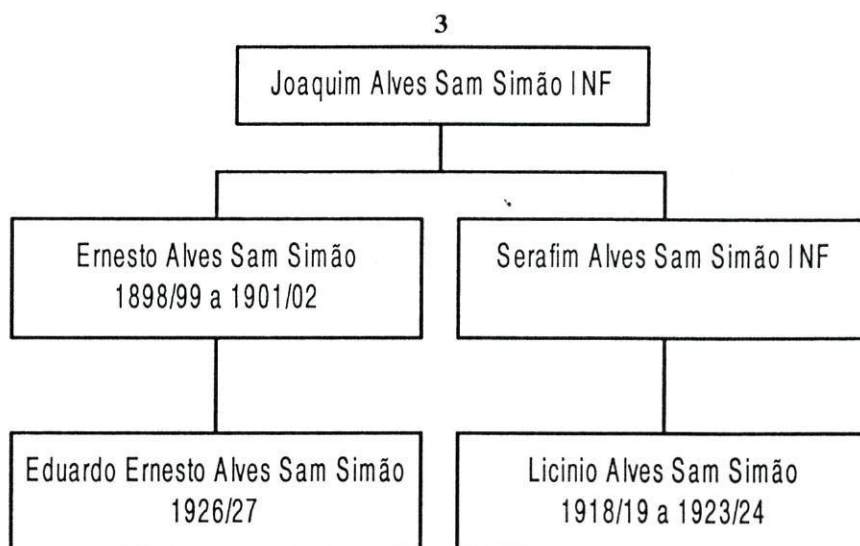 3
Joaquim Alves Sam Simão INF
Ernesto Alves Sam Simão
1898/99 a 1901/02
Serafim Alves Sam Simão INF
Eduardo Ernesto Alves Sam Simão
1926/27
Licinio Alves Sam Simão
1918/19 a 1923/24